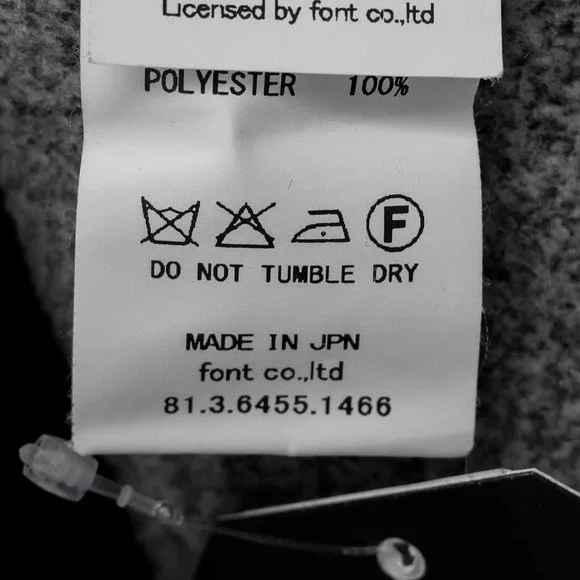 Licensed by font co.,ltd
POLYESTER 100%
F
DO NOT TUMBLE DRY
MADE IN JPN
font co.,ltd
81.3.6455.1466